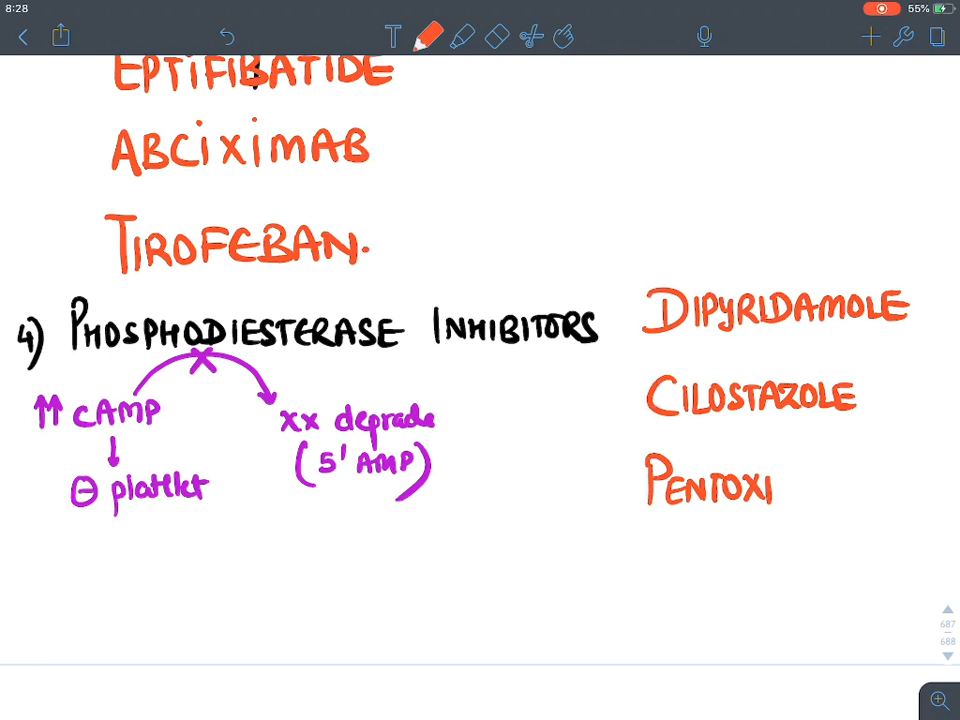 8:28
55%
T
EPTIFIBATIDE
ABCIXIMAB
TIROFEBAN.
4) PHOSPHODIESTERASE INHIBITORS
↑↑ CAMP
↓
⊖ platelet
X
xx degrade
(5' AMP)
DIPYRIDAMOLE
CILOSTAZOLE
PENTOXI
687
688